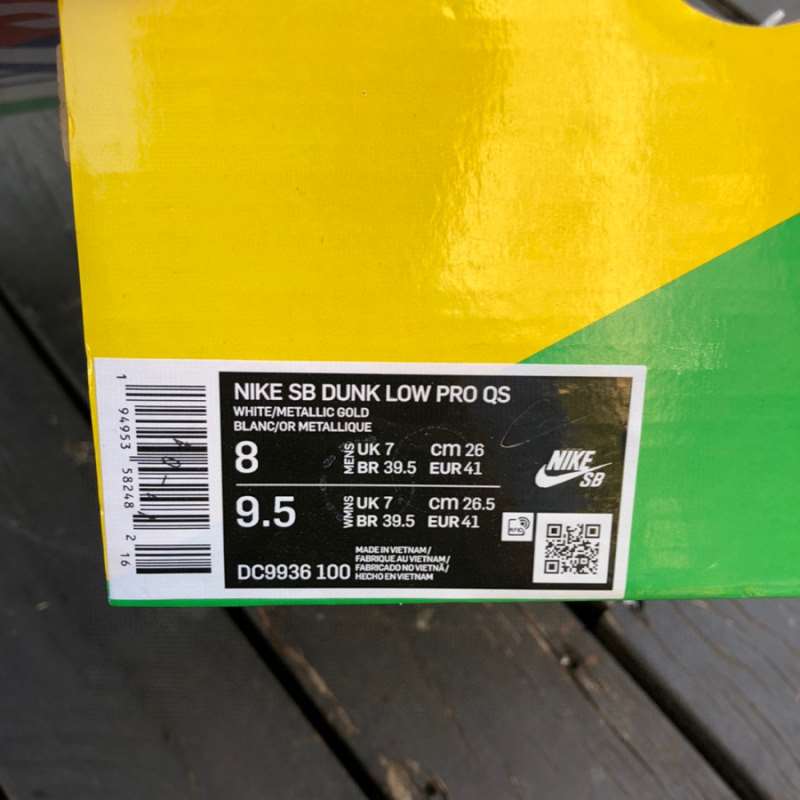 NIKE SB DUNK LOW PRO QS
WHITE/METALLIC GOLD
BLANC/OR METALLIQUE
8 MENS UK 7 cm 26
BR 39.5 EUR 41
9.5 WMNS UK 7 cm 26.5
BR 39.5 EUR 41
DC9936 100
MADE IN VIETNAM/
FABRIQUE AU VIETNAM/
FABRICADO NO VIETNÃ/
HECHO EN VIETNAM
NIKE
SB
RFID
1 94953 58248 2 16